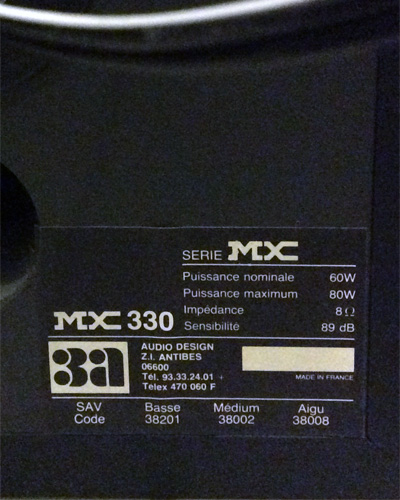 SERIE MX
Puissance nominale 60W
Puissance maximum 80W
Impédance 8 Ω
MX 330 Sensibilité 89 dB
3a
AUDIO DESIGN
Z.I. ANTIBES
06600
Tél. 93.33.24.01 +
Telex 470 060 F
MADE IN FRANCE
SAV Basse Médium Aigu
Code 38201 38002 38008